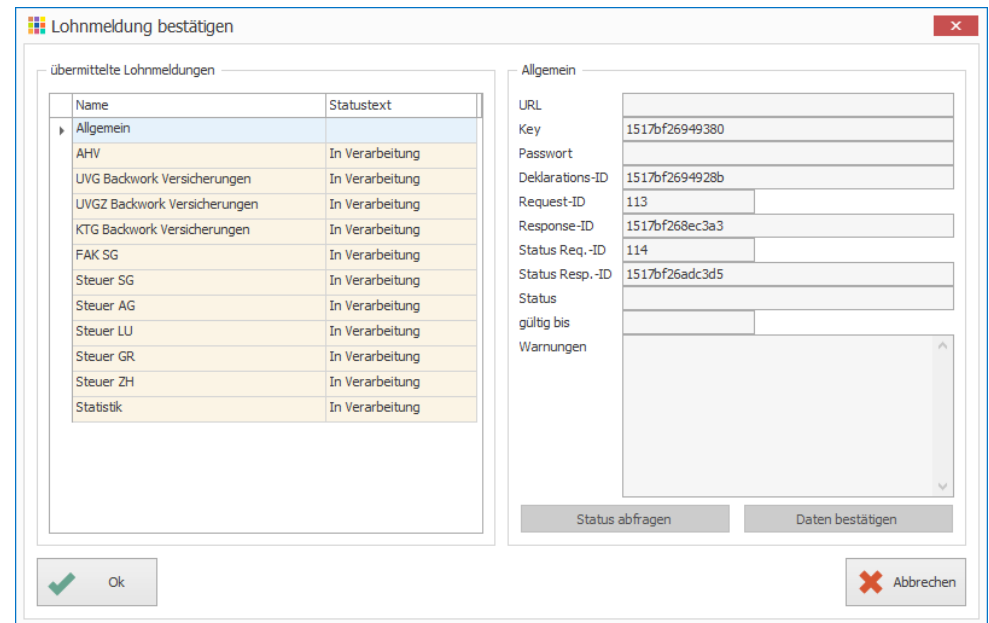 Lohnmeldung bestätigen
übermittelte Lohnmeldungen
Name Statustext
Allgemein
AHV In Verarbeitung
UVG Backwork Versicherungen In Verarbeitung
UVGZ Backwork Versicherungen In Verarbeitung
KTG Backwork Versicherungen In Verarbeitung
FAK SG In Verarbeitung
Steuer SG In Verarbeitung
Steuer AG In Verarbeitung
Steuer LU In Verarbeitung
Steuer GR In Verarbeitung
Steuer ZH In Verarbeitung
Statistik In Verarbeitung
Allgemein
URL
Key 1517bf26949380
Passwort
Deklarations-ID 1517bf2694928b
Request-ID 113
Response-ID 1517bf268ec3a3
Status Req.-ID 114
Status Resp.-ID 1517bf26adc3d5
Status
gültig bis
Warnungen
Status abfragen Daten bestätigen
Ok Abbrechen